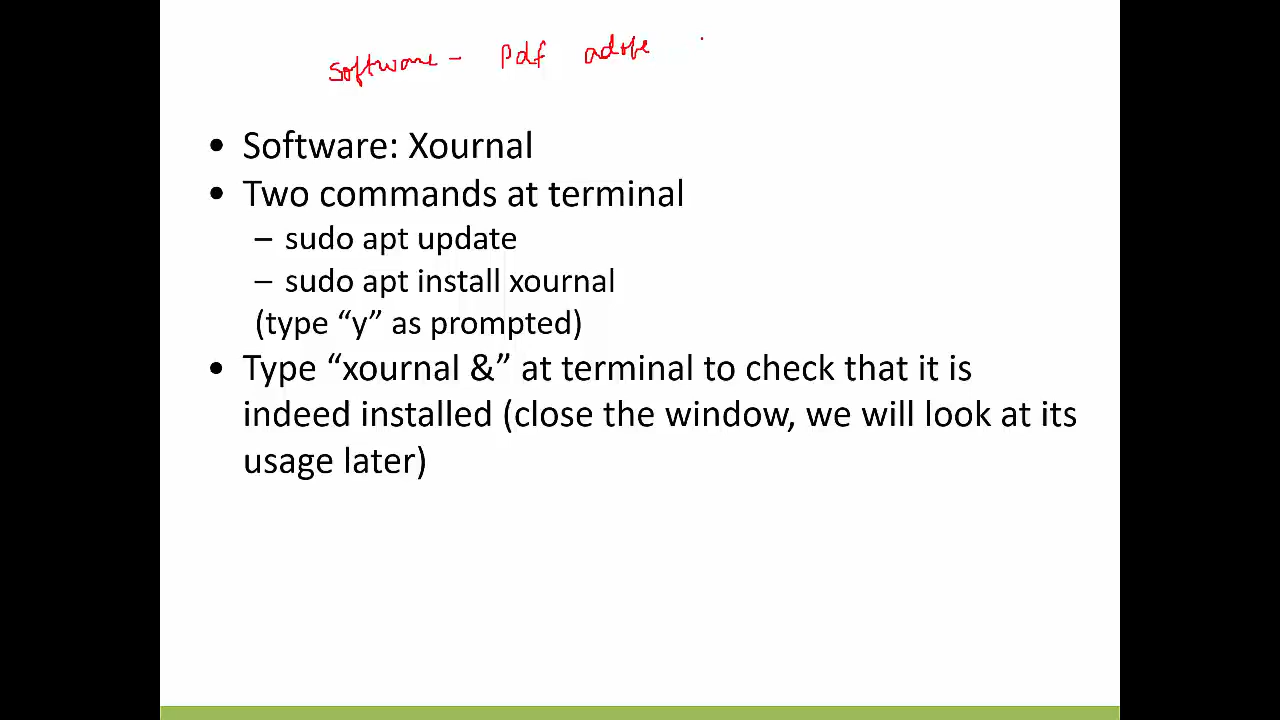 software - pdf adobe
• Software: Xournal
• Two commands at terminal
– sudo apt update
– sudo apt install xournal
(type “y” as prompted)
• Type “xournal &” at terminal to check that it is
indeed installed (close the window, we will look at its
usage later)